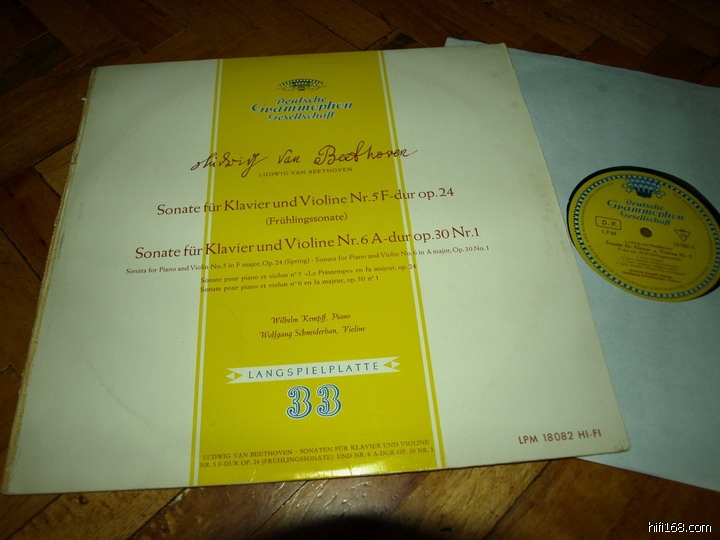 Deutsche
Grammophon
Gesellschaft
Ludwig van Beethoven
LUDWIG VAN BEETHOVEN
Sonate für Klavier und Violine Nr. 5 F-dur op. 24
(Frühlingssonate)
Sonate für Klavier und Violine Nr. 6 A-dur op. 30 Nr. 1
Sonata for Piano and Violin No. 5 in F major, Op. 24 (Spring) - Sonata for Piano and Violin No. 6 in A major, Op. 30 No. 1
Sonate pour piano et violon n° 5 «Le Printemps» en fa majeur, op. 24
Sonate pour piano et violon n° 6 en la majeur, op. 30 n° 1
Wilhelm Kempff, Piano
Wolfgang Schneiderhan, Violine
LANGSPIELPLATTE
33
LPM 18082 HI-FI
LUDWIG VAN BEETHOVEN - SONATEN FÜR KLAVIER UND VIOLINE
NR. 5 F-DUR OP. 24 (FRÜHLINGSSONATE) UND NR. 6 A-DUR OP. 30 NR. 1
Deutsche
Grammophon
Gesellschaft
D.P.
LPM
hifi168.com